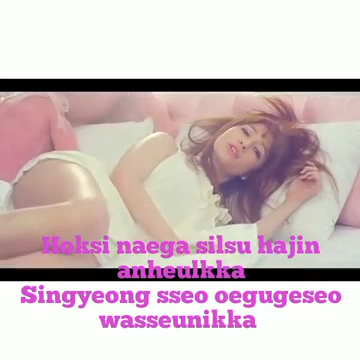 Hoksi naega silsu hajin
anheulkka
Singyeong sseo oegugeseo
wasseunikka